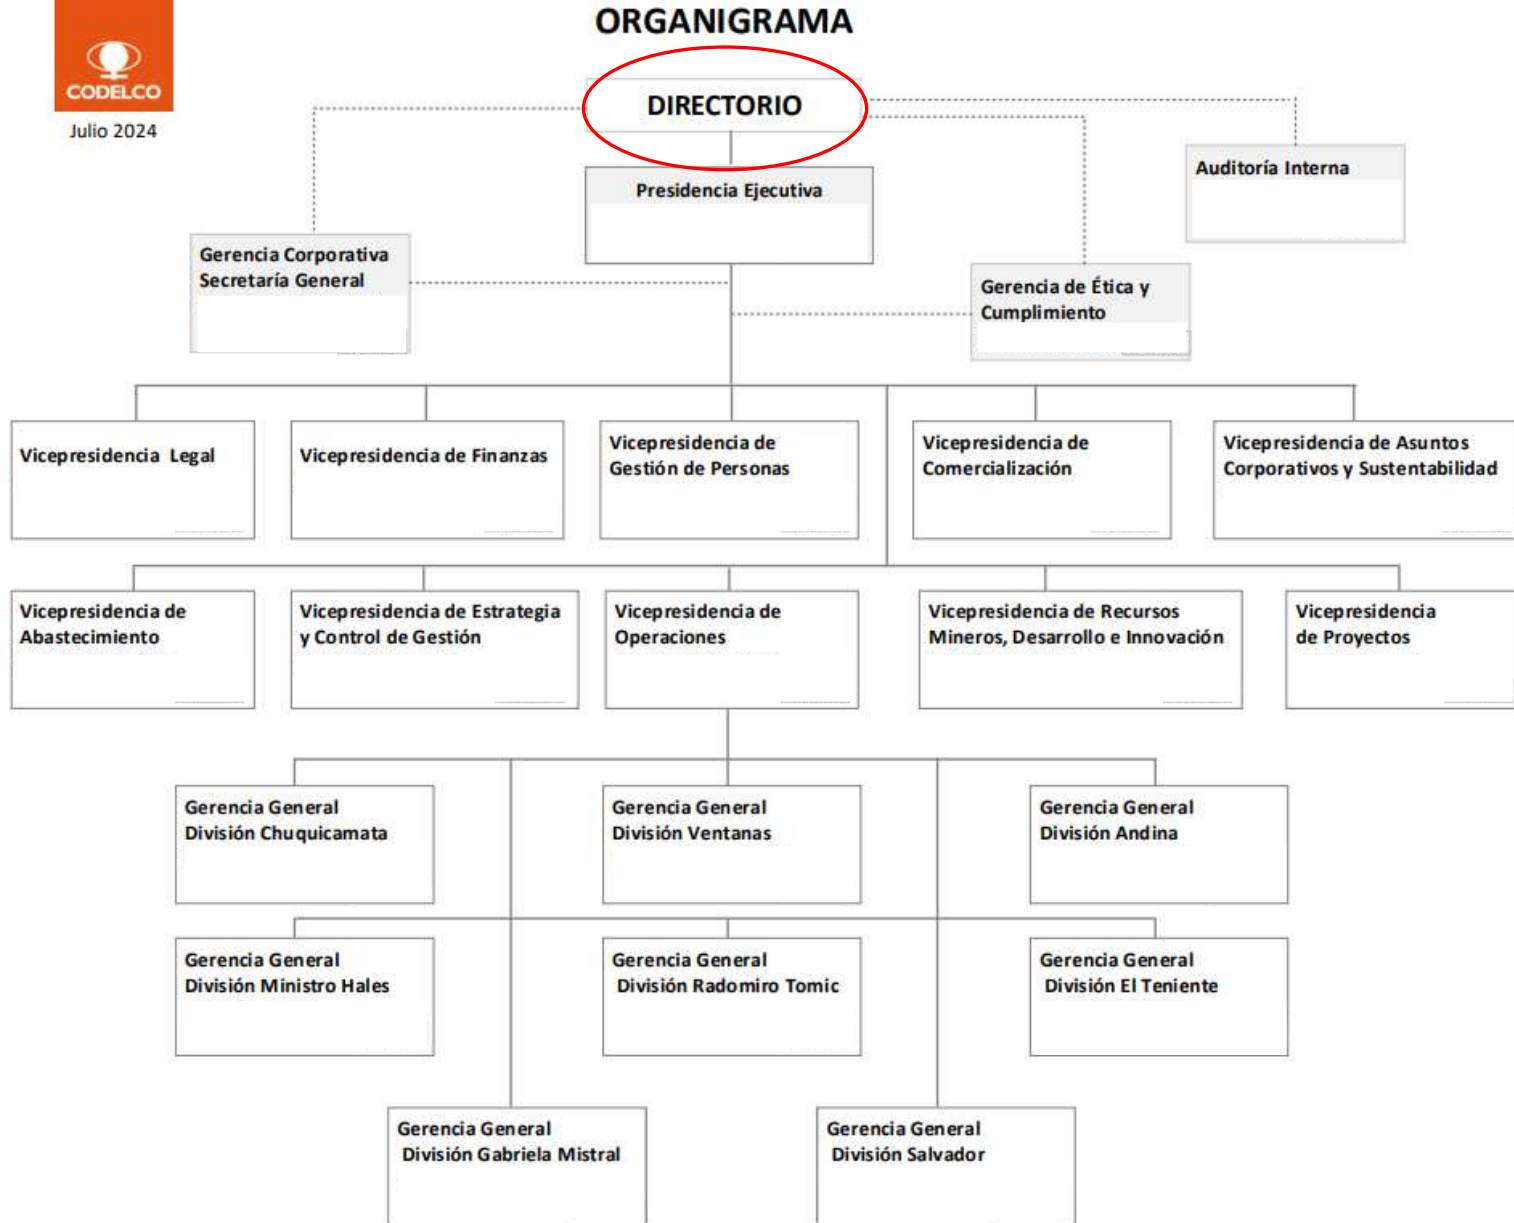 ORGANIGRAMA
CODELCO
Julio 2024
DIRECTORIO
Auditoría Interna
Presidencia Ejecutiva
Gerencia Corporativa
Secretaría General
Gerencia de Ética y
Cumplimiento
Vicepresidencia Legal
Vicepresidencia de Finanzas
Vicepresidencia de
Gestión de Personas
Vicepresidencia de
Comercialización
Vicepresidencia de Asuntos
Corporativos y Sustentabilidad
Vicepresidencia de
Abastecimiento
Vicepresidencia de Estrategia
y Control de Gestión
Vicepresidencia de
Operaciones
Vicepresidencia de Recursos
Mineros, Desarrollo e Innovación
Vicepresidencia
de Proyectos
Gerencia General
División Chuquicamata
Gerencia General
División Ventanas
Gerencia General
División Andina
Gerencia General
División Ministro Hales
Gerencia General
División Radomiro Tomic
Gerencia General
División El Teniente
Gerencia General
División Gabriela Mistral
Gerencia General
División Salvador